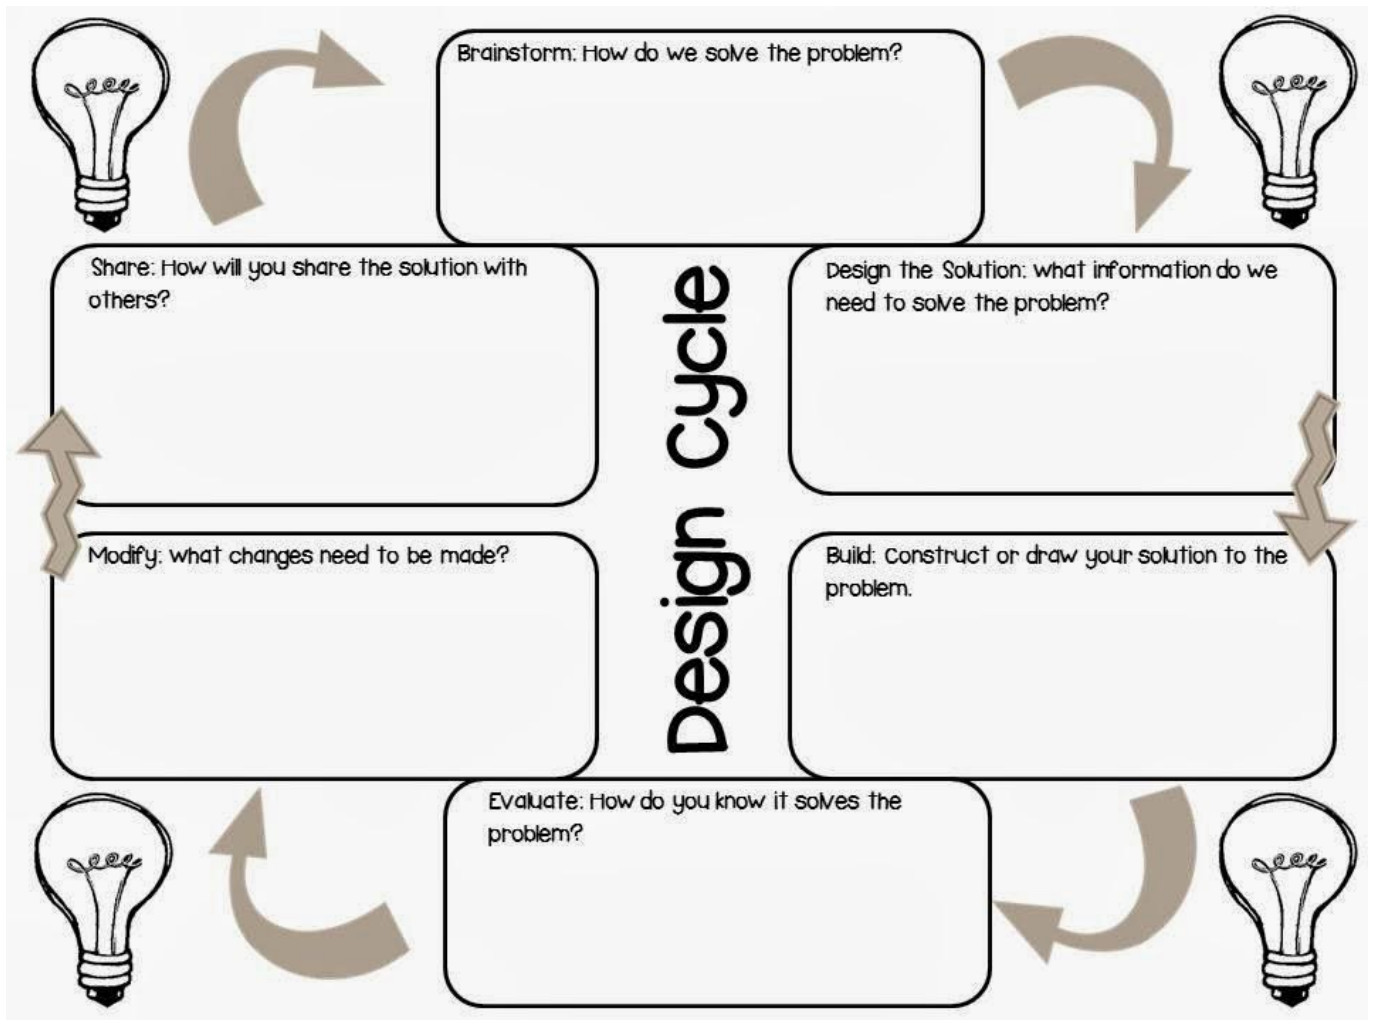 Brainstorm: How do we solve the problem?
Design the Solution: what information do we
need to solve the problem?
Build: Construct or draw your solution to the
problem.
Evaluate: How do you know it solves the
problem?
Modify: what changes need to be made?
Share: How will you share the solution with
others?
Design Cycle